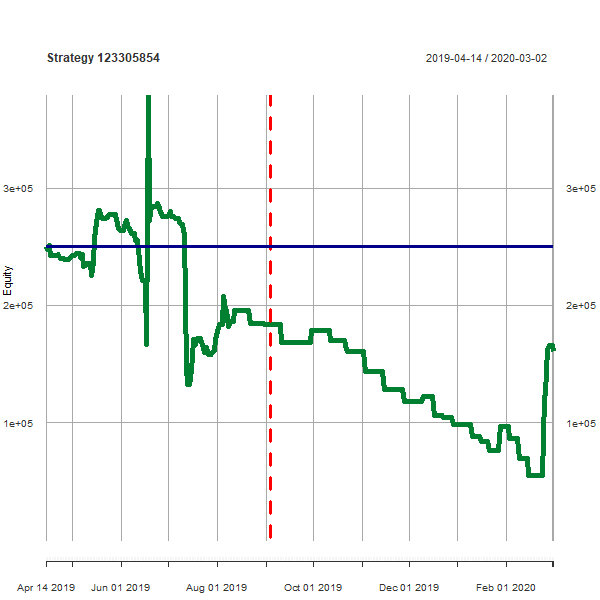 Strategy 123305854
2019-04-14 / 2020-03-02
3e+05
3e+05
Equity
2e+05
2e+05
1e+05
1e+05
Apr 14 2019
Jun 01 2019
Aug 01 2019
Oct 01 2019
Dec 01 2019
Feb 01 2020